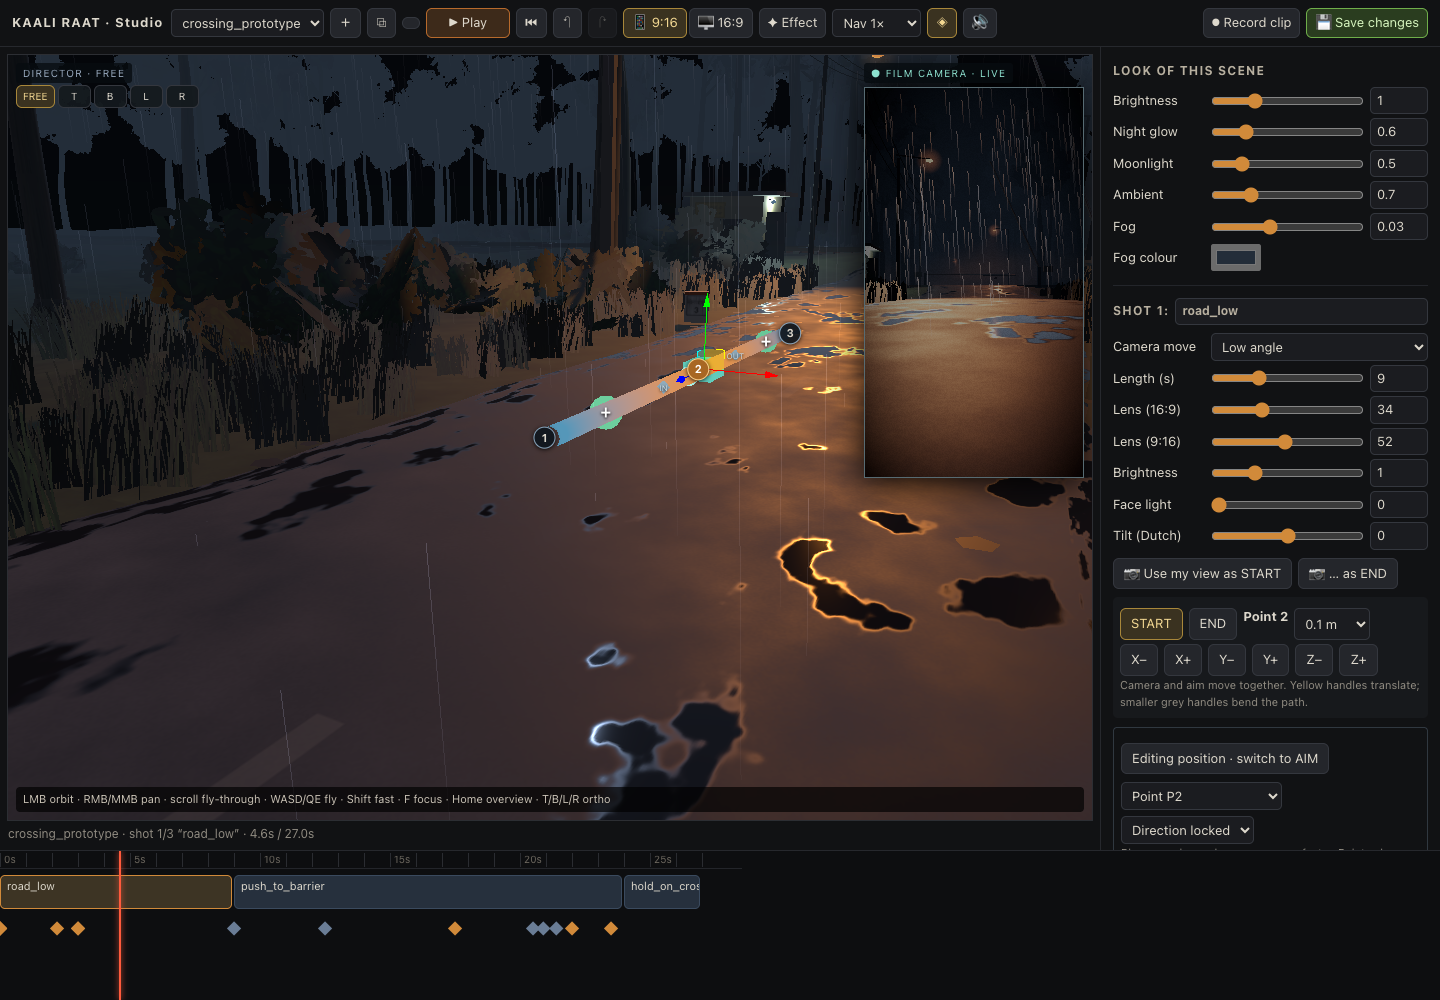 KAALI RAAT · Studio
crossing_prototype
+
Play
9:16
16:9
Effect
Nav 1×
Record clip
Save changes
DIRECTOR · FREE
FREE
T
B
L
R
FILM CAMERA · LIVE
1
2
3
LMB orbit · RMB/MMB pan · scroll fly-through · WASD/QE fly · Shift fast · F focus · Home overview · T/B/L/R ortho
crossing_prototype · shot 1/3 “road_low” · 4.6s / 27.0s
LOOK OF THIS SCENE
Brightness 1
Night glow 0.6
Moonlight 0.5
Ambient 0.7
Fog 0.03
Fog colour
SHOT 1: road_low
Camera move Low angle
Length (s) 9
Lens (16:9) 34
Lens (9:16) 52
Brightness 1
Face light 0
Tilt (Dutch) 0
Use my view as START
... as END
START
END
Point 2
0.1 m
X−
X+
Y−
Y+
Z−
Z+
Camera and aim move together. Yellow handles translate;
smaller grey handles bend the path.
Editing position · switch to AIM
Point P2
Direction locked
0s
5s
10s
15s
20s
25s
road_low
push_to_barrier
hold_on_cros